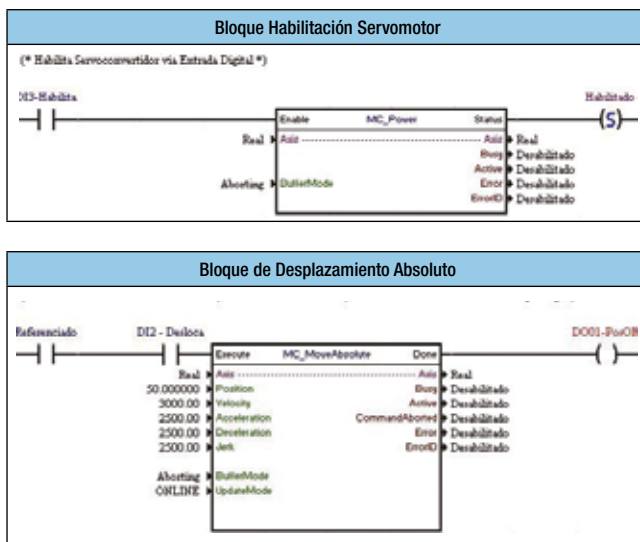 Bloque Habilitación Servomotor
(* Habilita Servoconvertidor via Entrada Digital *)
DI3-Habilita
Habilitado
Enable MC_Power Status
(S)
Real Axis Axis Real
Busy Desabilitado
Active Desabilitado
Aborting BufferMode Error Desabilitado
ErrorID Desabilitado
Bloque de Desplazamiento Absoluto
Referenciado DI2 - Desloca
Execute MC_MoveAbsolute Done
Real Axis Axis Real
50.000000 Position Busy Desabilitado
3000.00 Velocity Active Desabilitado
2500.00 Acceleration CommandAborted Desabilitado
2500.00 Deceleration Error Desabilitado
2500.00 Jerk ErrorID Desabilitado
Aborting BufferMode
ONLINE UpdateMode